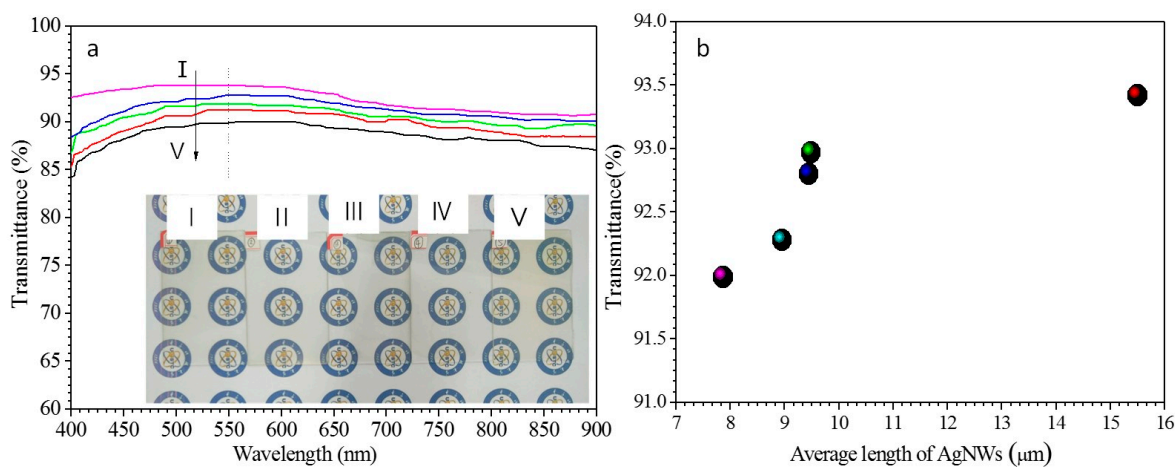 a
I
V
100
95
90
85
80
75
70
65
60
Transmittance (%)
I II III IV V
400 450 500 550 600 650 700 750 800 850 900
Wavelength (nm)
b
94.0
93.5
93.0
92.5
92.0
91.5
91.0
Transmittance(%)
7 8 9 10 11 12 13 14 15 16
Average length of AgNWs (μm)